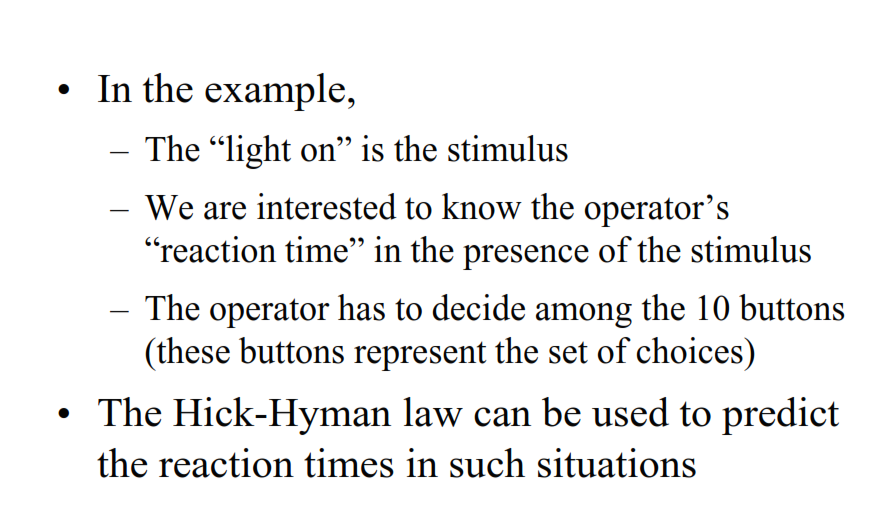 • In the example,
– The “light on” is the stimulus
– We are interested to know the operator’s
“reaction time” in the presence of the stimulus
– The operator has to decide among the 10 buttons
(these buttons represent the set of choices)
• The Hick-Hyman law can be used to predict
the reaction times in such situations